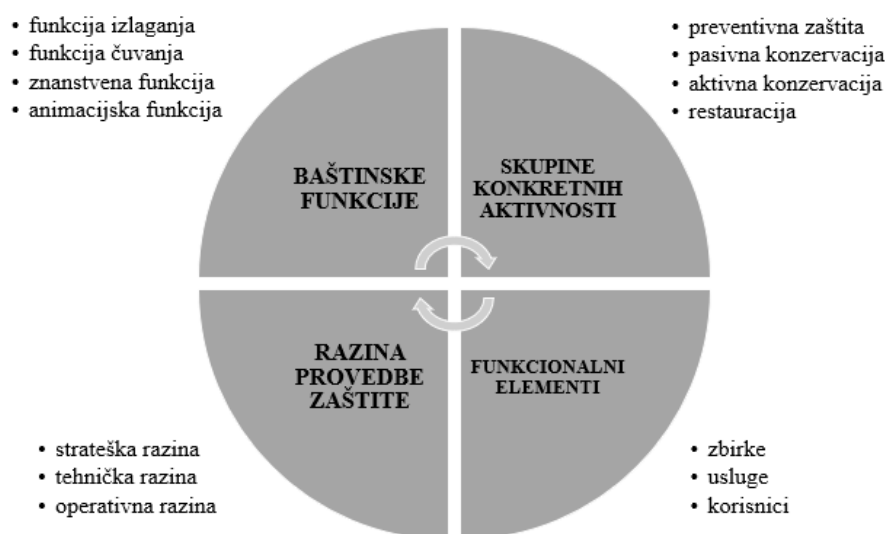 • funkcija izlaganja
• funkcija čuvanja
• znanstvena funkcija
• animacijska funkcija
• preventivna zaštita
• pasivna konzervacija
• aktivna konzervacija
• restauracija
BAŠTINSKE
FUNKCIJE
SKUPINE
KONKRETNIH
AKTIVNOSTI
RAZINA
PROVEDBE
ZAŠTITE
FUNKCIONALNI
ELEMENTI
• strateška razina
• tehnička razina
• operativna razina
• zbirke
• usluge
• korisnici